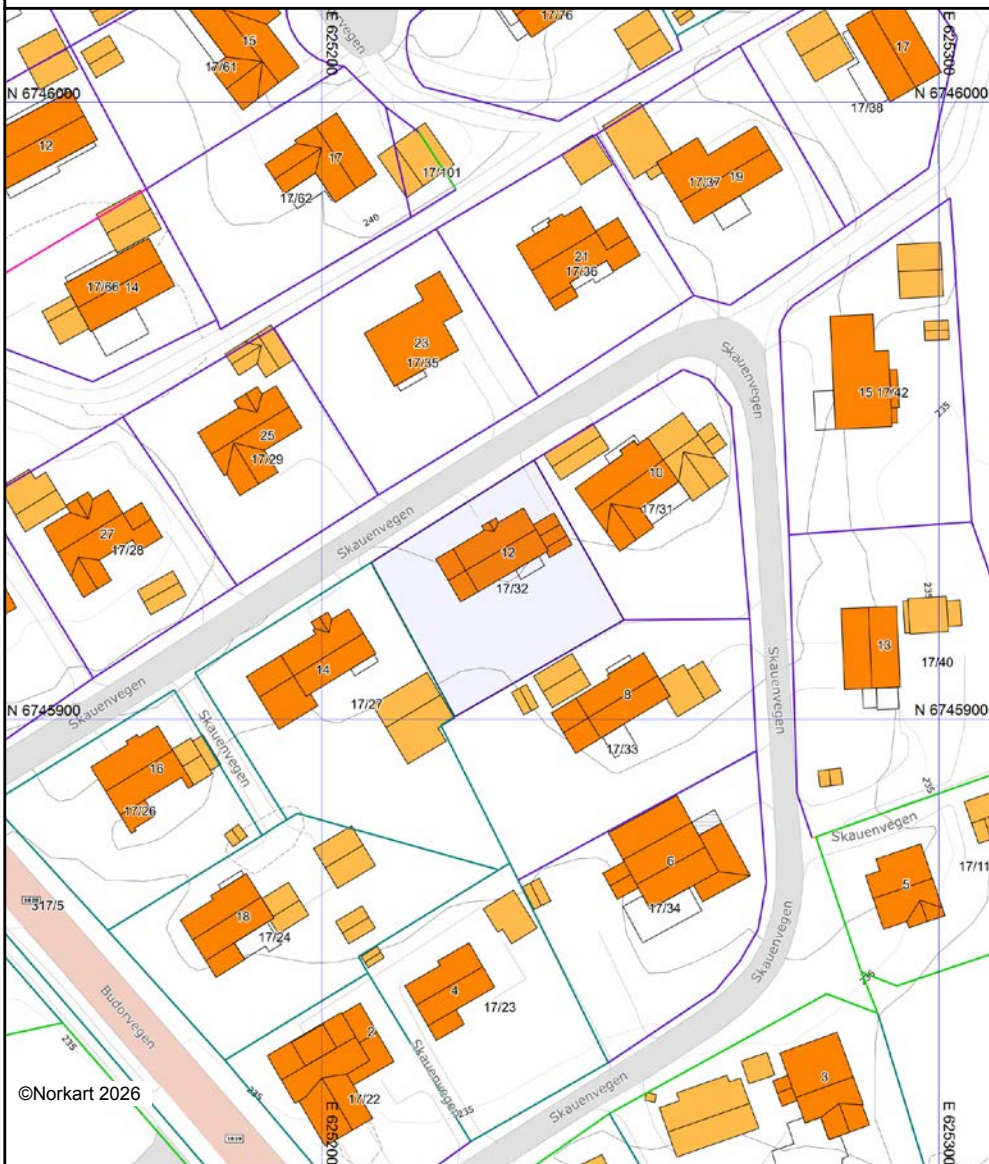 17/76
E 625200
E 625300
Skauenvegen
15
17/61
17
17/38
N 6746000
N 6746000
12
17
17/101
17/62
240
17/37
19
21
17/36
17/66 14
23
17/35
Skauenvegen
15 17/42
235
25
17/29
10
17/31
Skauenvegen
27
17/28
12
17/32
235
14
13
17/40
Skauenvegen
17/27
8
17/33
N 6745900
N 6745900
Skauenvegen
Skauenvegen
16
17/26
235
Skauenvegen
6
17/34
17/11
5
317/5
18
17/24
Skauenvegen
4
17/23
Budorvegen
2
17/22
235
235
Skauenvegen
235
Skauenvegen
3
©Norkart 2026
E 625200
E 625300